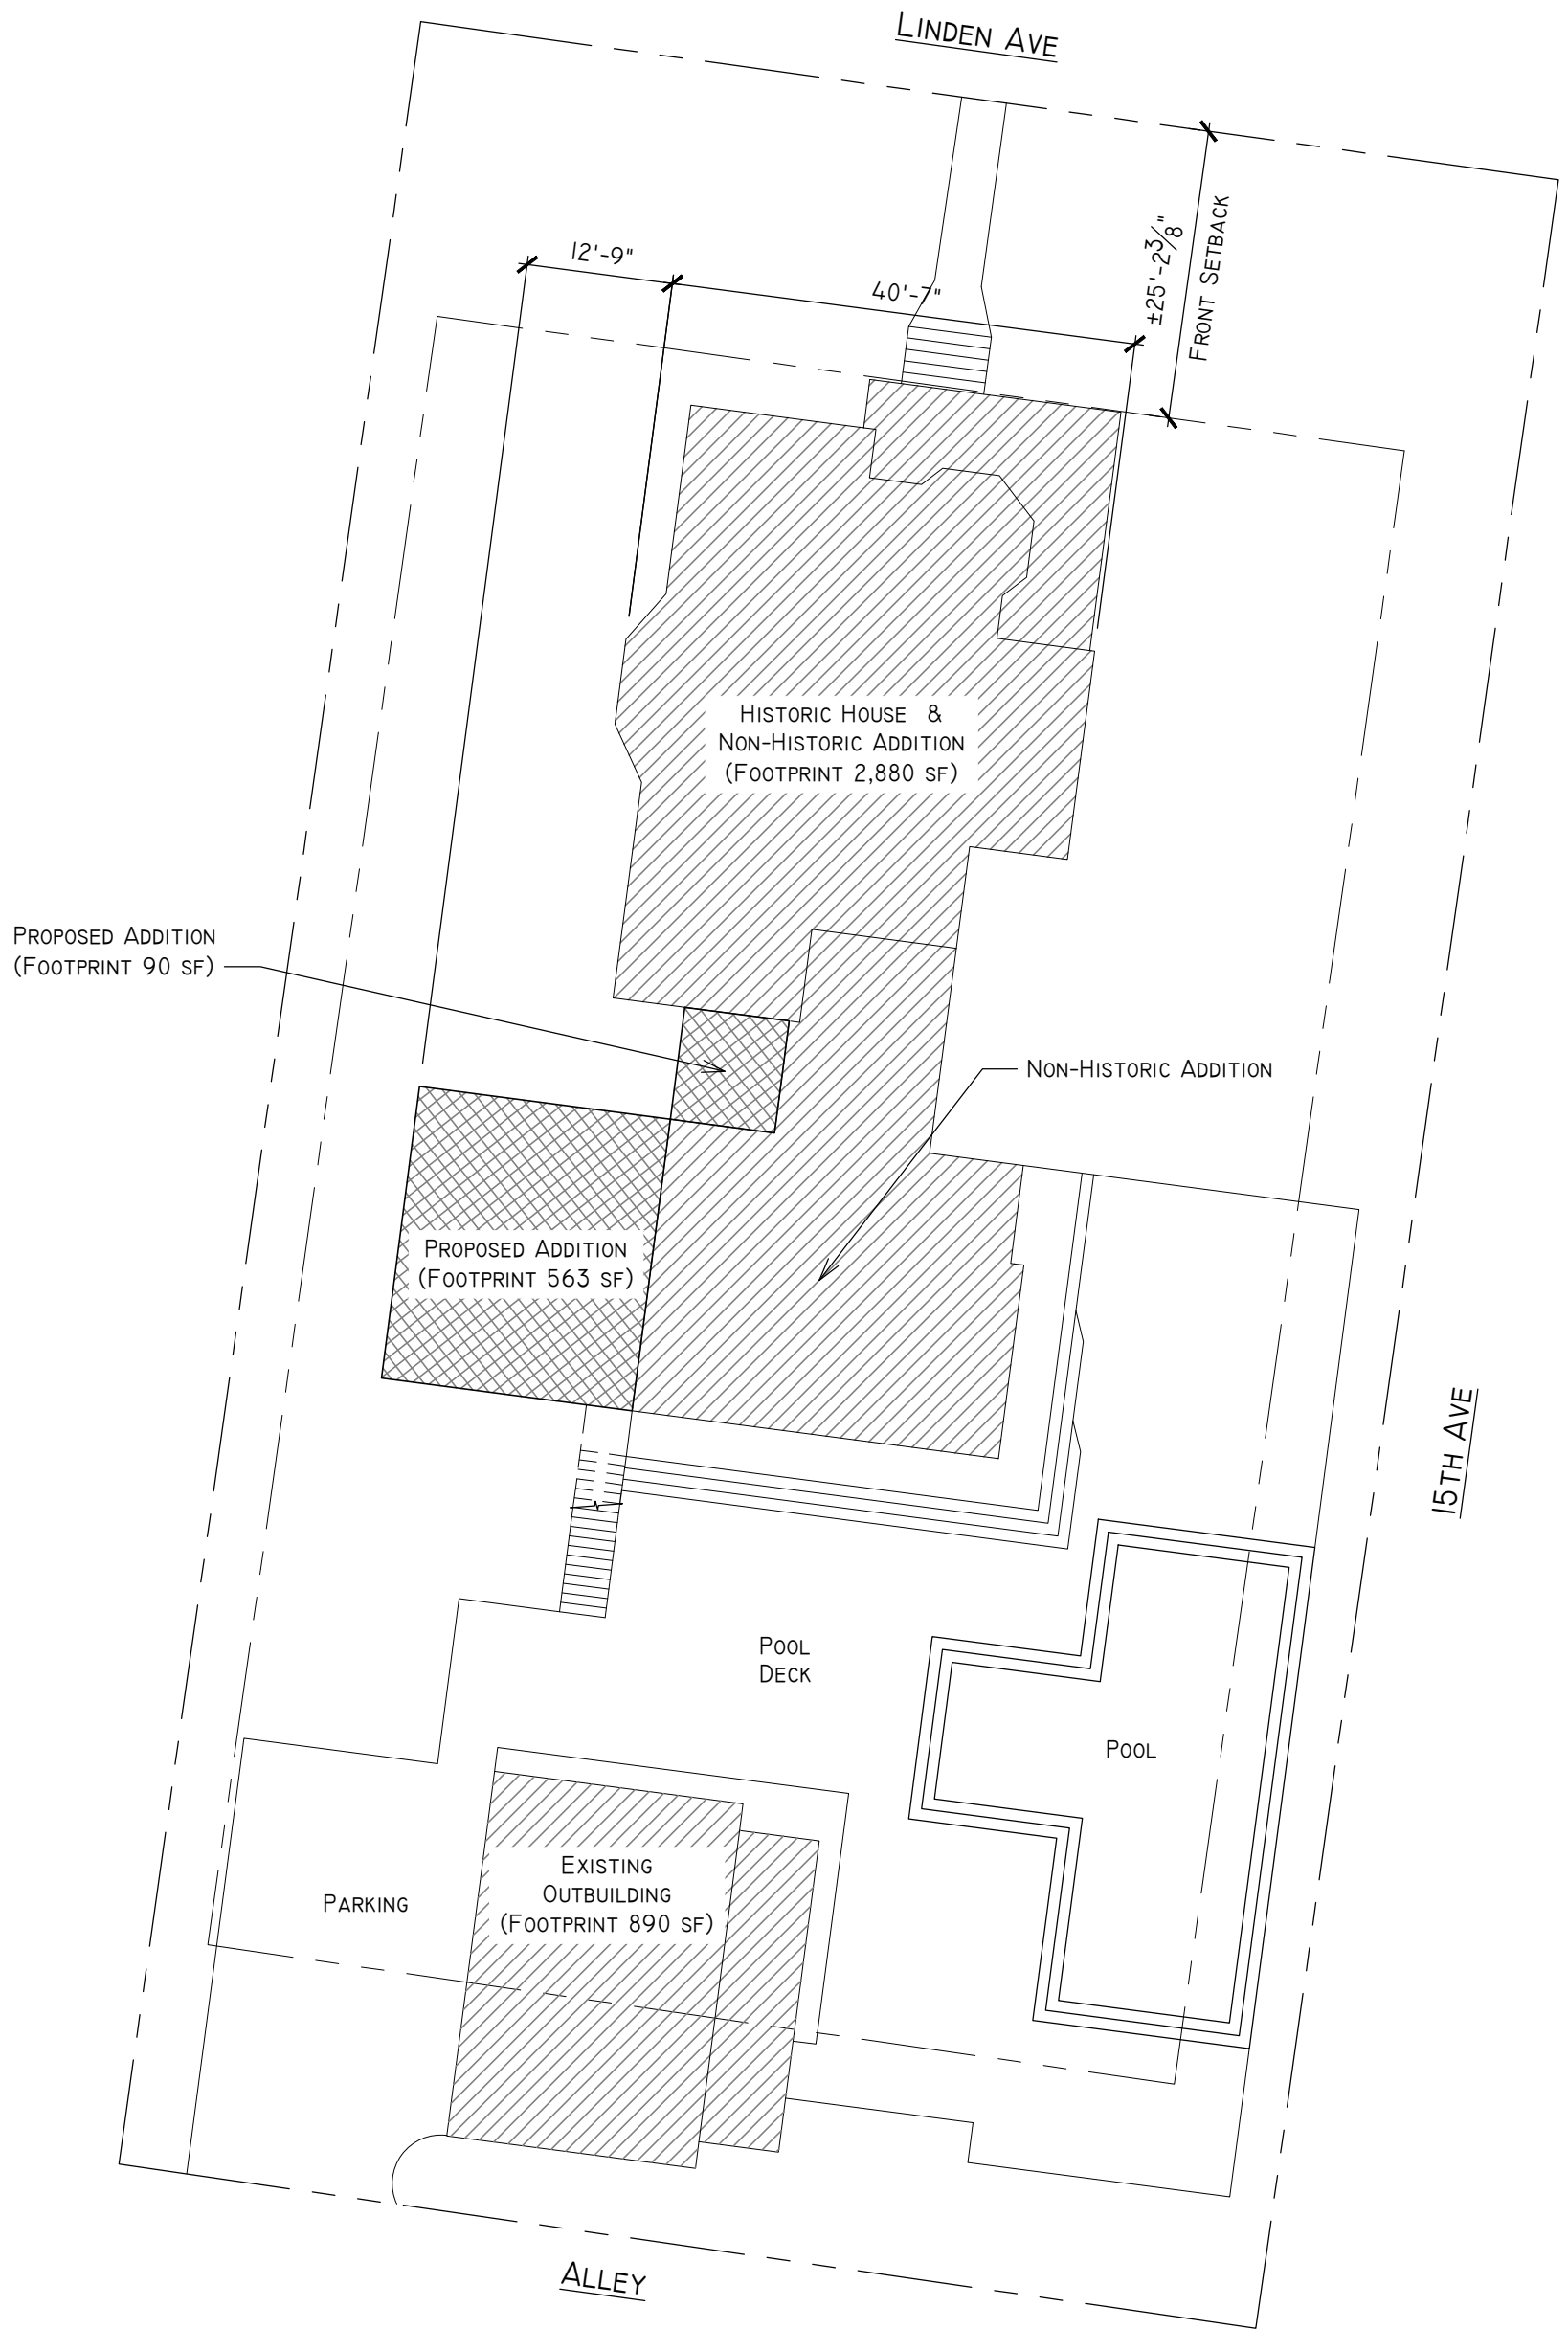 LINDEN AVE
12'-9"
40'-7"
±25'-2⅜"
FRONT SETBACK
HISTORIC HOUSE &
NON-HISTORIC ADDITION
(FOOTPRINT 2,880 SF)
PROPOSED ADDITION
(FOOTPRINT 90 SF)
NON-HISTORIC ADDITION
PROPOSED ADDITION
(FOOTPRINT 563 SF)
15TH AVE
POOL
DECK
POOL
EXISTING
OUTBUILDING
(FOOTPRINT 890 SF)
PARKING
ALLEY